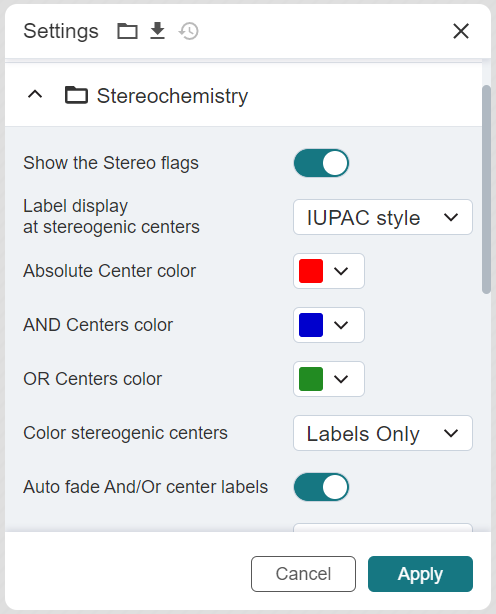 Settings
Stereochemistry
Show the Stereo flags
Label display
at stereogenic centers
IUPAC style
Absolute Center color
AND Centers color
OR Centers color
Color stereogenic centers
Labels Only
Auto fade And/Or center labels
Cancel
Apply